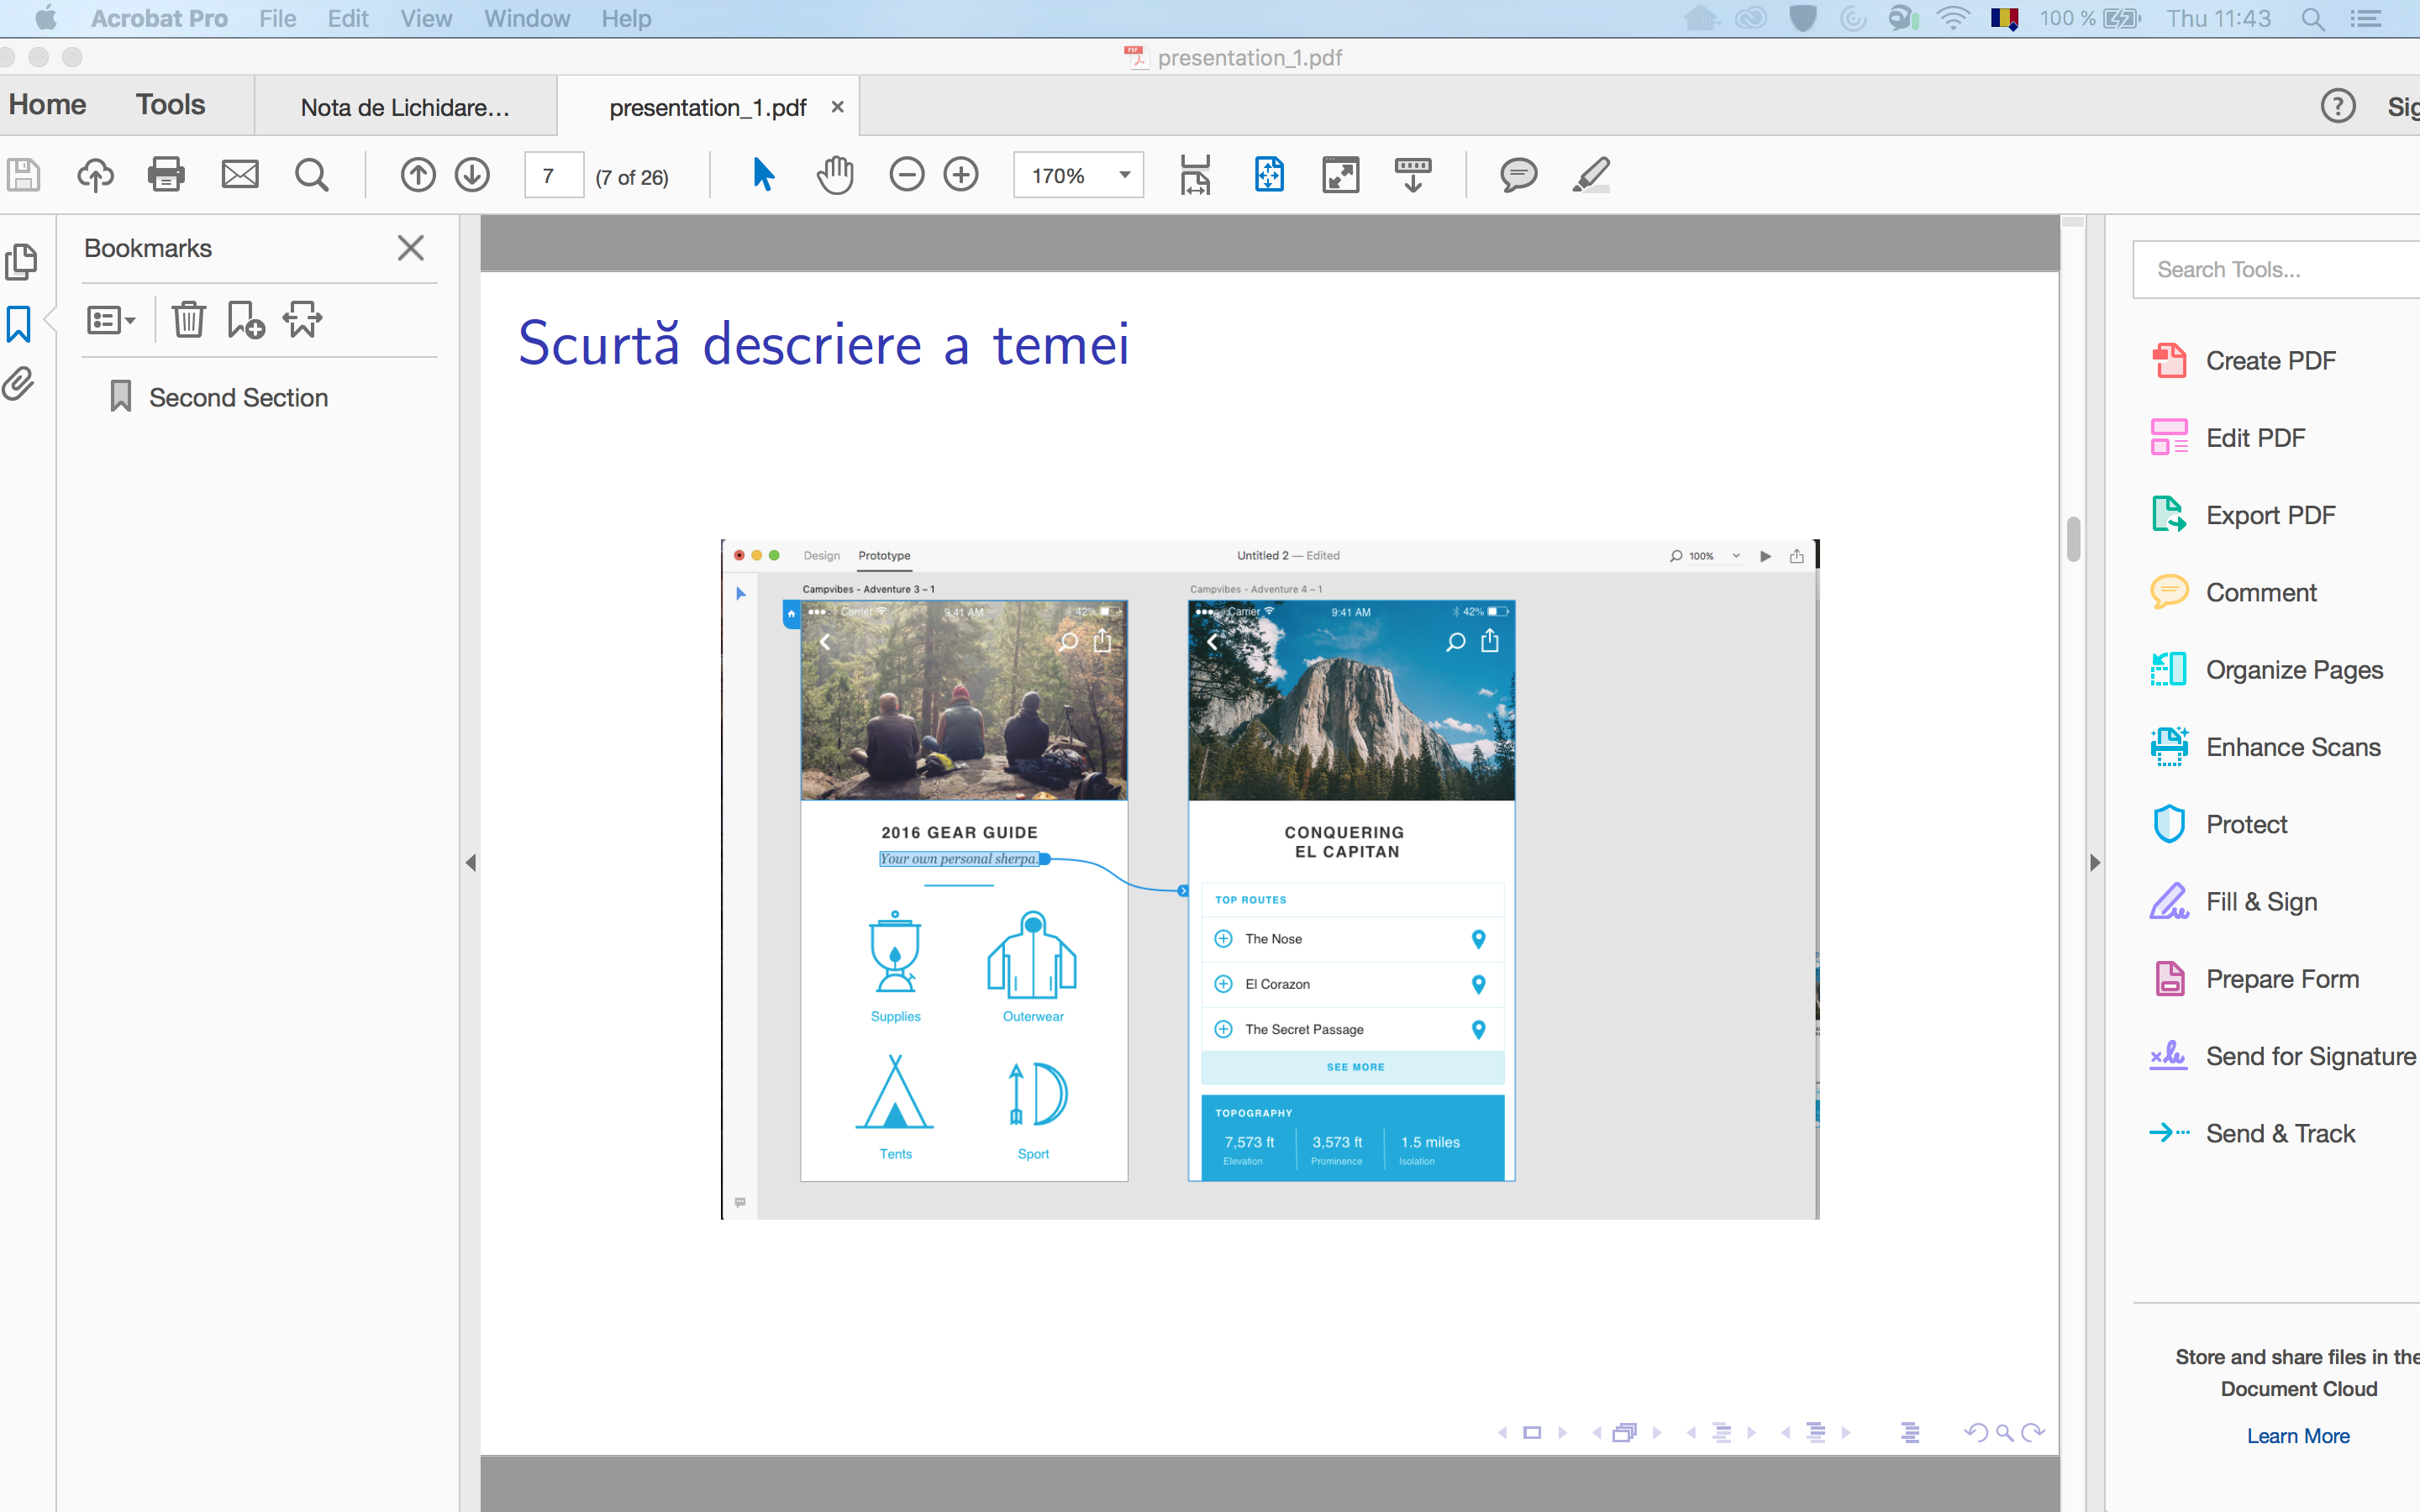 Acrobat Pro File Edit View Window Help 100 % Thu 11:43
presentation_1.pdf
Home Tools Nota de Lichidare... presentation_1.pdf
7 (7 of 26) 170%
Bookmarks
Second Section
Scurtă descriere a temei
Design Prototype Untitled 2 — Edited 100%
Campvibes - Adventure 3 – 1
Carrier 9:41 AM 42%
2016 GEAR GUIDE
Your own personal sherpa.
Supplies Outerwear
Tents Sport
Campvibes - Adventure 4 – 1
Carrier 9:41 AM 42%
CONQUERING
EL CAPITAN
TOP ROUTES
The Nose
El Corazon
The Secret Passage
SEE MORE
TOPOGRAPHY
7,573 ft 3,573 ft 1.5 miles
Elevation Prominence Isolation
Search Tools...
Create PDF
Edit PDF
Export PDF
Comment
Organize Pages
Enhance Scans
Protect
Fill & Sign
Prepare Form
Send for Signature
Send & Track
Store and share files in the
Document Cloud
Learn More